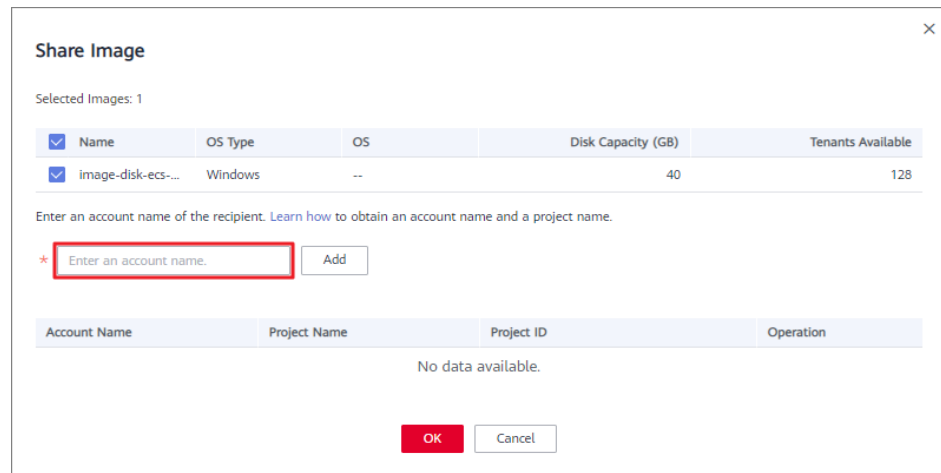 Share Image
Selected Images: 1
Name OS Type OS Disk Capacity (GB) Tenants Available
image-disk-ecs-... Windows -- 40 128
Enter an account name of the recipient. Learn how to obtain an account name and a project name.
* Enter an account name. Add
Account Name Project Name Project ID Operation
No data available.
OK Cancel